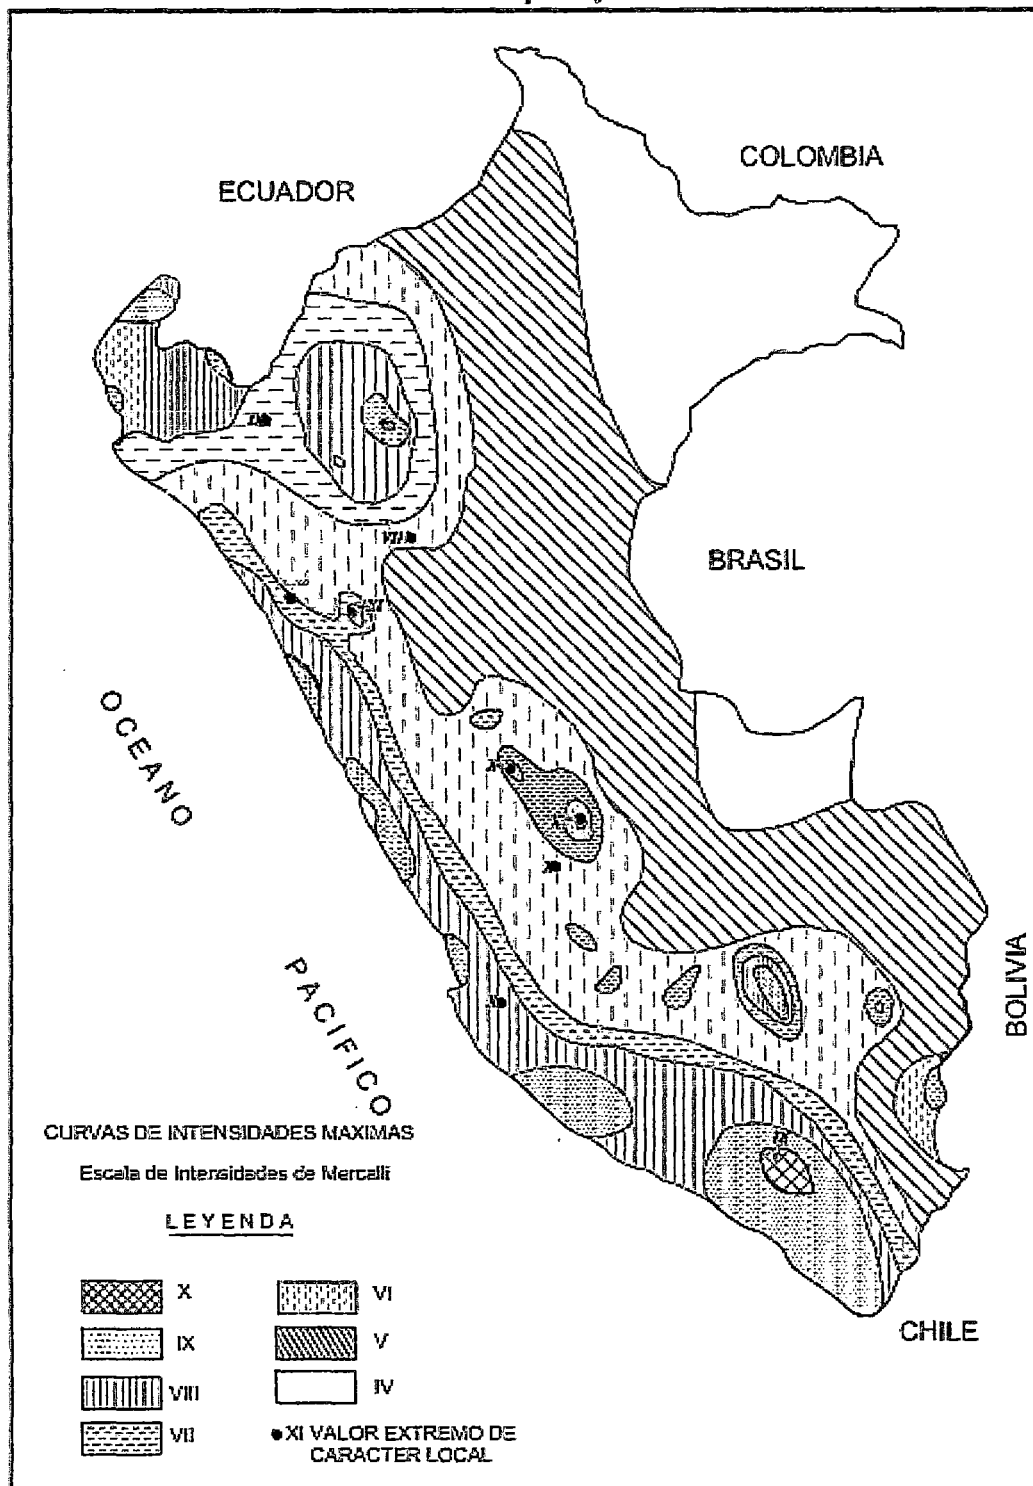 COLOMBIA
ECUADOR
VII
BRASIL
OCEANO
PACIFICO
BOLIVIA
CURVAS DE INTENSIDADES MAXIMAS
Escala de Intensidades de Mercalli
LEYENDA
X
IX
VIII
VII
VI
V
IV
XI VALOR EXTREMO DE
CARACTER LOCAL
CHILE